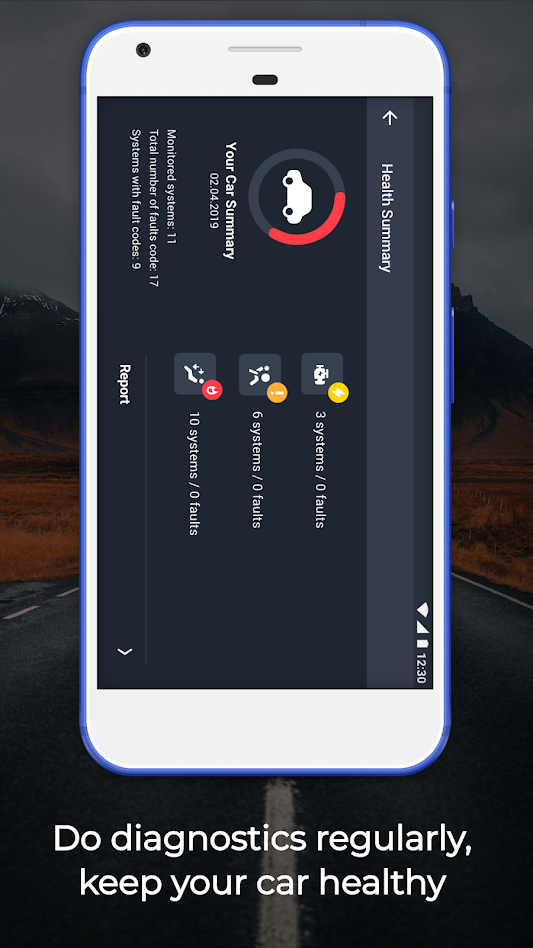 12:30
Health Summary
Your Car Summary
02.04.2019
Monitored systems: 11
Total number of faults code: 17
Systems with fault codes: 9
3 systems / 0 faults
6 systems / 0 faults
10 systems / 0 faults
Report
Do diagnostics regularly,
keep your car healthy